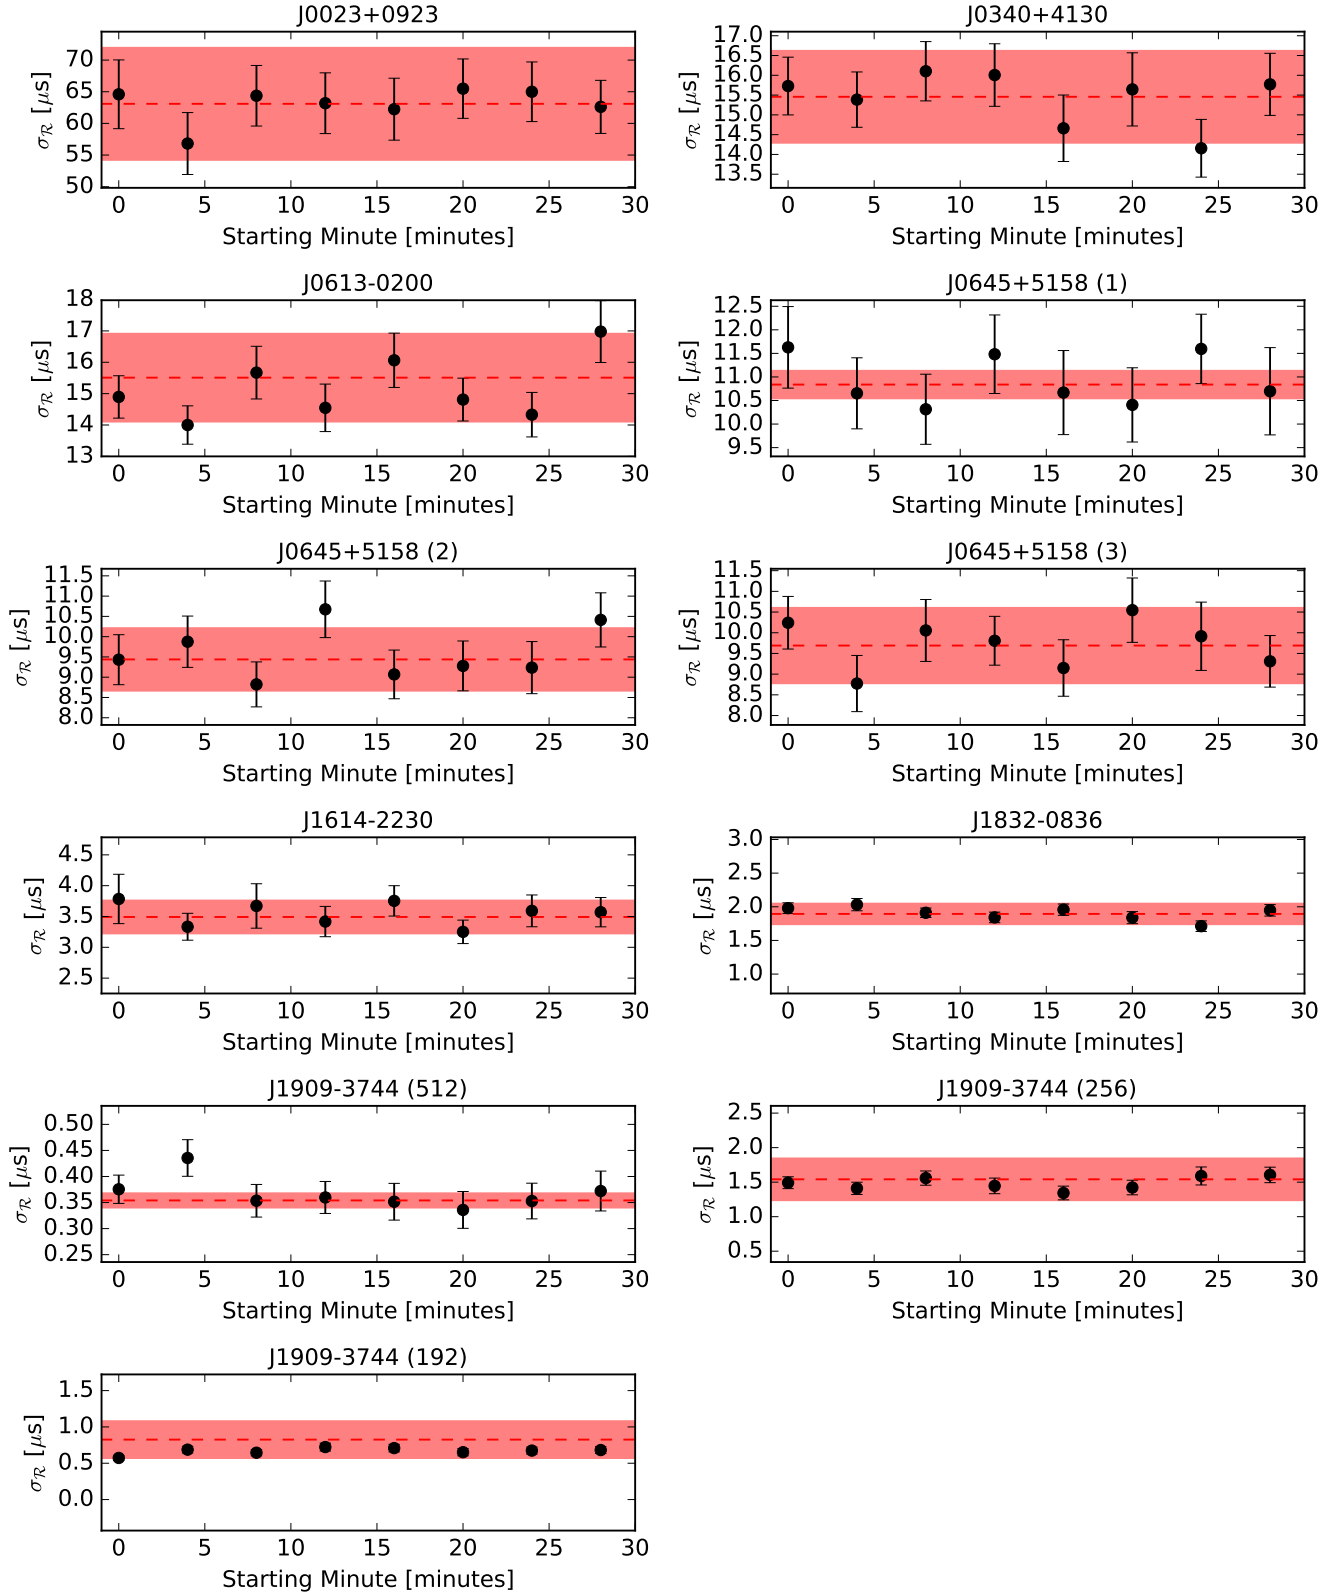 J0023+0923
σ_R [μs]
70
65
60
55
50
0 5 10 15 20 25 30
Starting Minute [minutes]
J0340+4130
σ_R [μs]
17.0
16.5
16.0
15.5
15.0
14.5
14.0
13.5
0 5 10 15 20 25 30
Starting Minute [minutes]
J0613-0200
σ_R [μs]
18
17
16
15
14
13
0 5 10 15 20 25 30
Starting Minute [minutes]
J0645+5158 (1)
σ_R [μs]
12.5
12.0
11.5
11.0
10.5
10.0
9.5
0 5 10 15 20 25 30
Starting Minute [minutes]
J0645+5158 (2)
σ_R [μs]
11.5
11.0
10.5
10.0
9.5
9.0
8.5
8.0
0 5 10 15 20 25 30
Starting Minute [minutes]
J0645+5158 (3)
σ_R [μs]
11.5
11.0
10.5
10.0
9.5
9.0
8.5
8.0
0 5 10 15 20 25 30
Starting Minute [minutes]
J1614-2230
σ_R [μs]
4.5
4.0
3.5
3.0
2.5
0 5 10 15 20 25 30
Starting Minute [minutes]
J1832-0836
σ_R [μs]
3.0
2.5
2.0
1.5
1.0
0 5 10 15 20 25 30
Starting Minute [minutes]
J1909-3744 (512)
σ_R [μs]
0.50
0.45
0.40
0.35
0.30
0.25
0 5 10 15 20 25 30
Starting Minute [minutes]
J1909-3744 (256)
σ_R [μs]
2.5
2.0
1.5
1.0
0.5
0 5 10 15 20 25 30
Starting Minute [minutes]
J1909-3744 (192)
σ_R [μs]
1.5
1.0
0.5
0.0
0 5 10 15 20 25 30
Starting Minute [minutes]